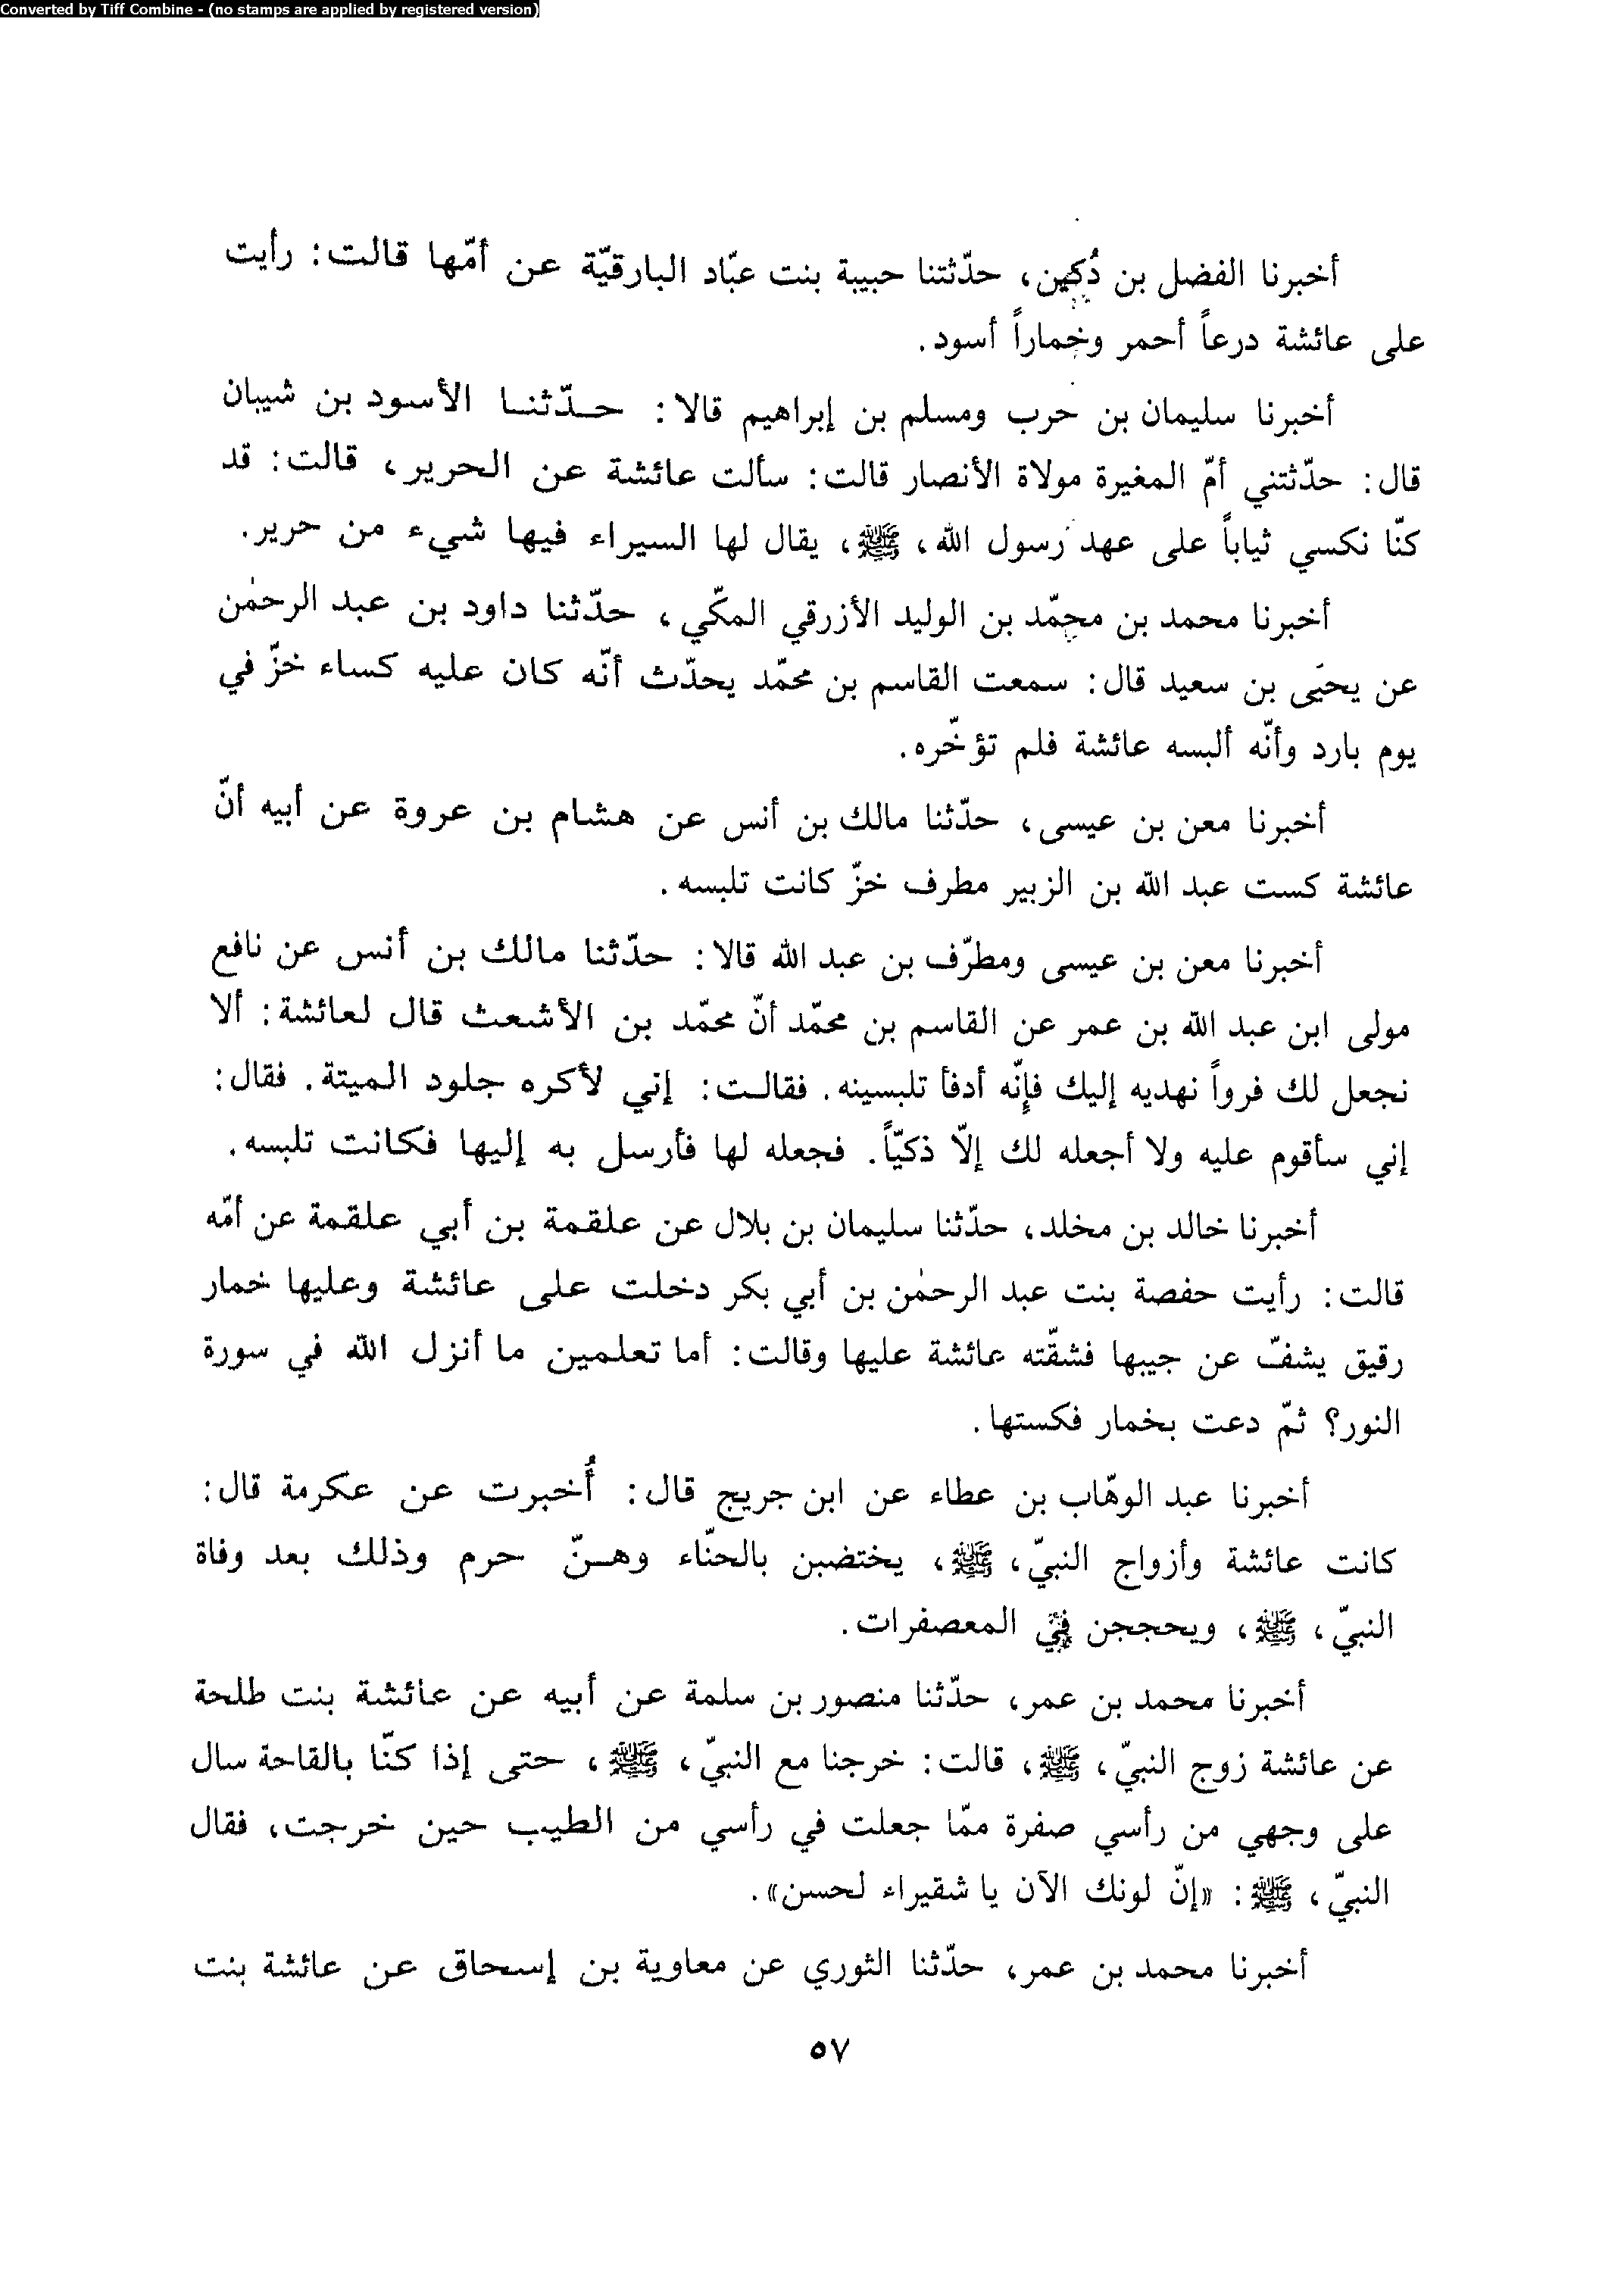 Converted by Tiff Combine - (no stamps are applied by registered version)
أخبرنا الفضل بن دُكين، حدّثتنا حبيبة بنت عبّاد البارقيّة عن أمّها قالت: رأيت
على عائشة درعاً أحمر وخماراً أسود.
أخبرنا سليمان بن حرب ومسلم بن إبراهيم قالا: حدّثنا الأسود بن شيبان
قال: حدّثتني أمّ المغيرة مولاة الأنصار قالت: سألت عائشة عن الحرير، قالت: قد
كنّا نكسي ثياباً على عهد رسول الله، ﷺ، يقال لها السيراء فيها شيء من حرير.
أخبرنا محمد بن محمّد بن الوليد الأزرقي المكّي، حدّثنا داود بن عبد الرحمٰن
عن يحيَى بن سعيد قال: سمعت القاسم بن محمّد يحدّث أنّه كان عليه كساء خزّ في
يوم بارد وأنّه ألبسه عائشة فلم تؤخّره.
أخبرنا معن بن عيسى، حدّثنا مالك بن أنس عن هشام بن عروة عن أبيه أنّ
عائشة كست عبد الله بن الزبير مطرف خزّ كانت تلبسه.
أخبرنا معن بن عيسى ومطرّف بن عبد الله قالا: حدّثنا مالك بن أنس عن نافع
مولى ابن عبد الله بن عمر عن القاسم بن محمّد أنّ محمّد بن الأشعث قال لعائشة: ألا
نجعل لك فرواً نهديه إليك فإنّه أدفأ تلبسينه. فقالت: إني لأكره جلود الميتة. فقال:
إني سأقوم عليه ولا أجعله لك إلّا ذكيّاً. فجعله لها فأرسل به إليها فكانت تلبسه.
أخبرنا خالد بن مخلد، حدّثنا سليمان بن بلال عن علقمة بن أبي علقمة عن أمّه
قالت: رأيت حفصة بنت عبد الرحمٰن بن أبي بكر دخلت على عائشة وعليها خمار
رقيق يشفّ عن جيبها فشقّته عائشة عليها وقالت: أما تعلمين ما أنزل الله في سورة
النور؟ ثمّ دعت بخمار فكستها.
أخبرنا عبد الوهّاب بن عطاء عن ابن جريج قال: أُخبرت عن عكرمة قال:
كانت عائشة وأزواج النبيّ، ﷺ، يختضبن بالحنّاء وهنّ حرم وذلك بعد وفاة
النبيّ، ﷺ، ويحججن في المعصفرات.
أخبرنا محمد بن عمر، حدّثنا منصور بن سلمة عن أبيه عن عائشة بنت طلحة
عن عائشة زوج النبيّ، ﷺ، قالت: خرجنا مع النبيّ، ﷺ، حتى إذا كنّا بالقاحة سال
على وجهي من رأسي صفرة ممّا جعلت في رأسي من الطيب حين خرجت، فقال
النبيّ، ﷺ: «إنّ لونك الآن يا شقيراء لحسن».
أخبرنا محمد بن عمر، حدّثنا الثوري عن معاوية بن إسحاق عن عائشة بنت
٥٧